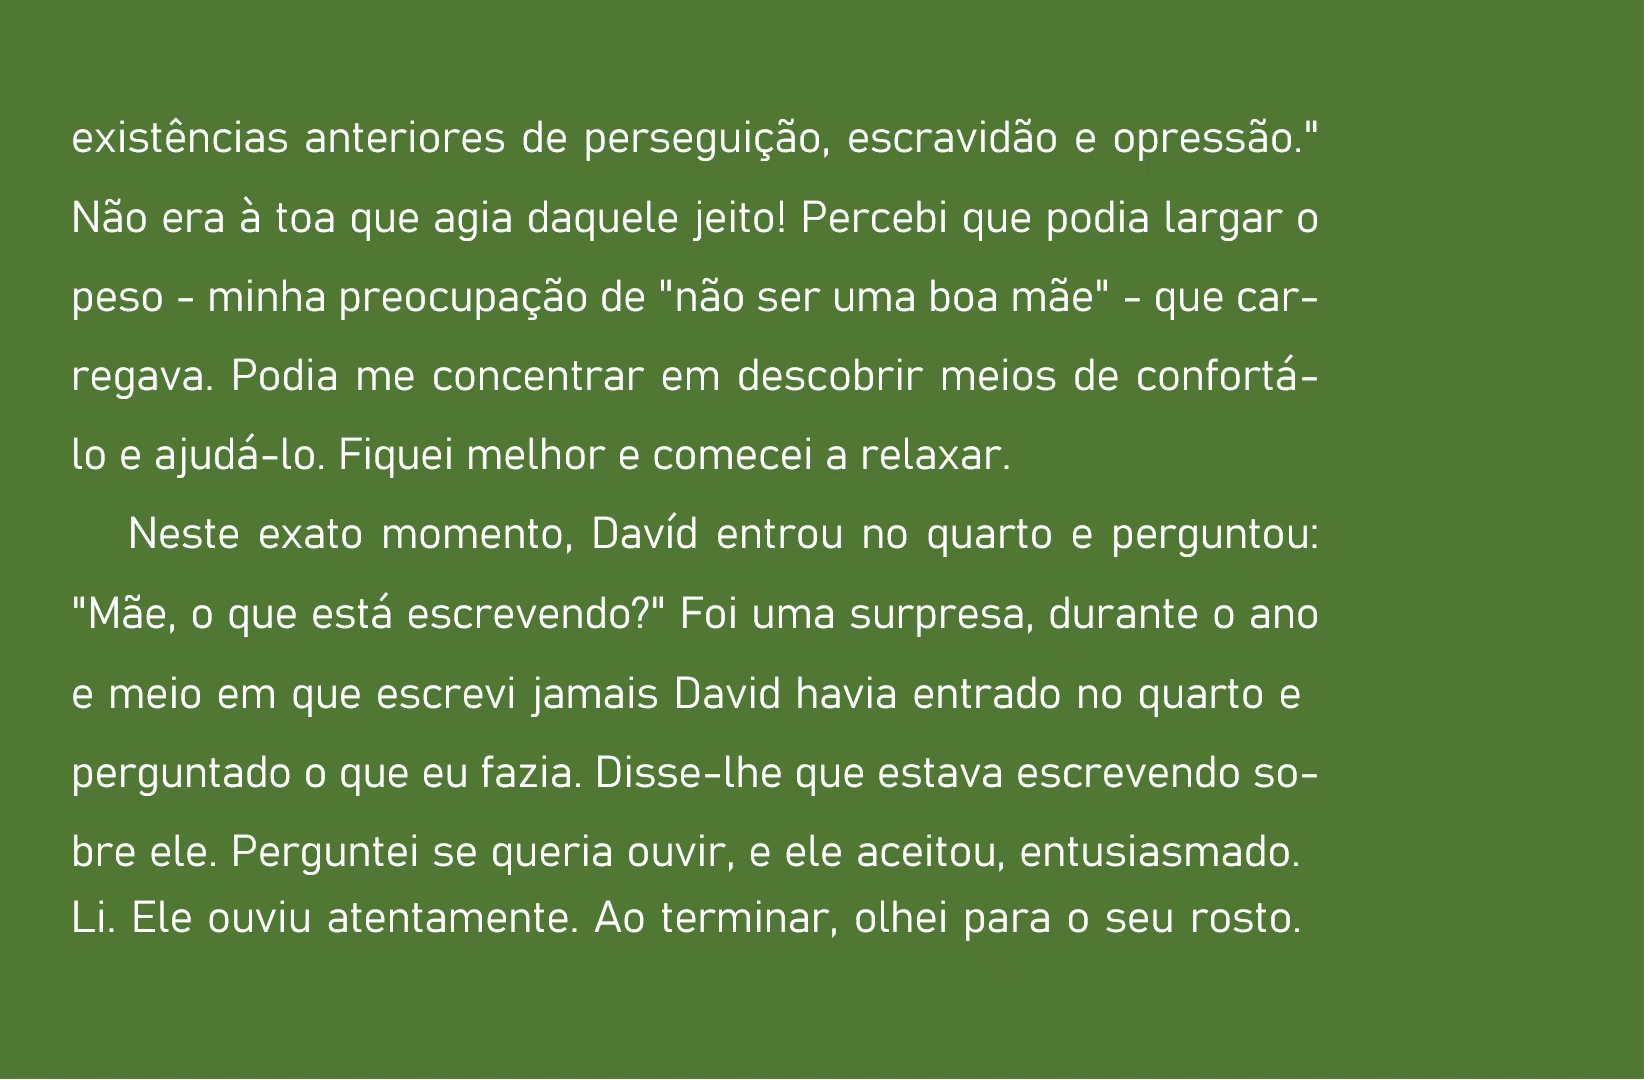 existências anteriores de perseguição, escravidão e opressão."
Não era à toa que agia daquele jeito! Percebi que podia largar o
peso - minha preocupação de "não ser uma boa mãe" - que car-
regava. Podia me concentrar em descobrir meios de confortá-
lo e ajudá-lo. Fiquei melhor e comecei a relaxar.
Neste exato momento, Davíd entrou no quarto e perguntou:
"Mãe, o que está escrevendo?" Foi uma surpresa, durante o ano
e meio em que escrevi jamais David havia entrado no quarto e
perguntado o que eu fazia. Disse-lhe que estava escrevendo so-
bre ele. Perguntei se queria ouvir, e ele aceitou, entusiasmado.
Li. Ele ouviu atentamente. Ao terminar, olhei para o seu rosto.